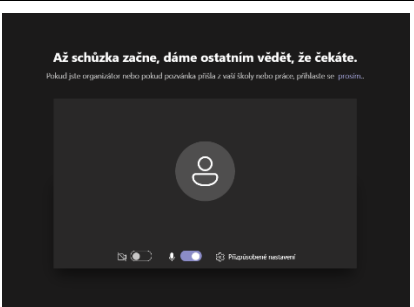 Až schůzka začne, dáme ostatním vědět, že čekáte.
Pokud jste organizátor nebo pokud pozvánka přišla z vaší školy nebo práce, přihlaste se prosím..
Přizpůsobené nastavení